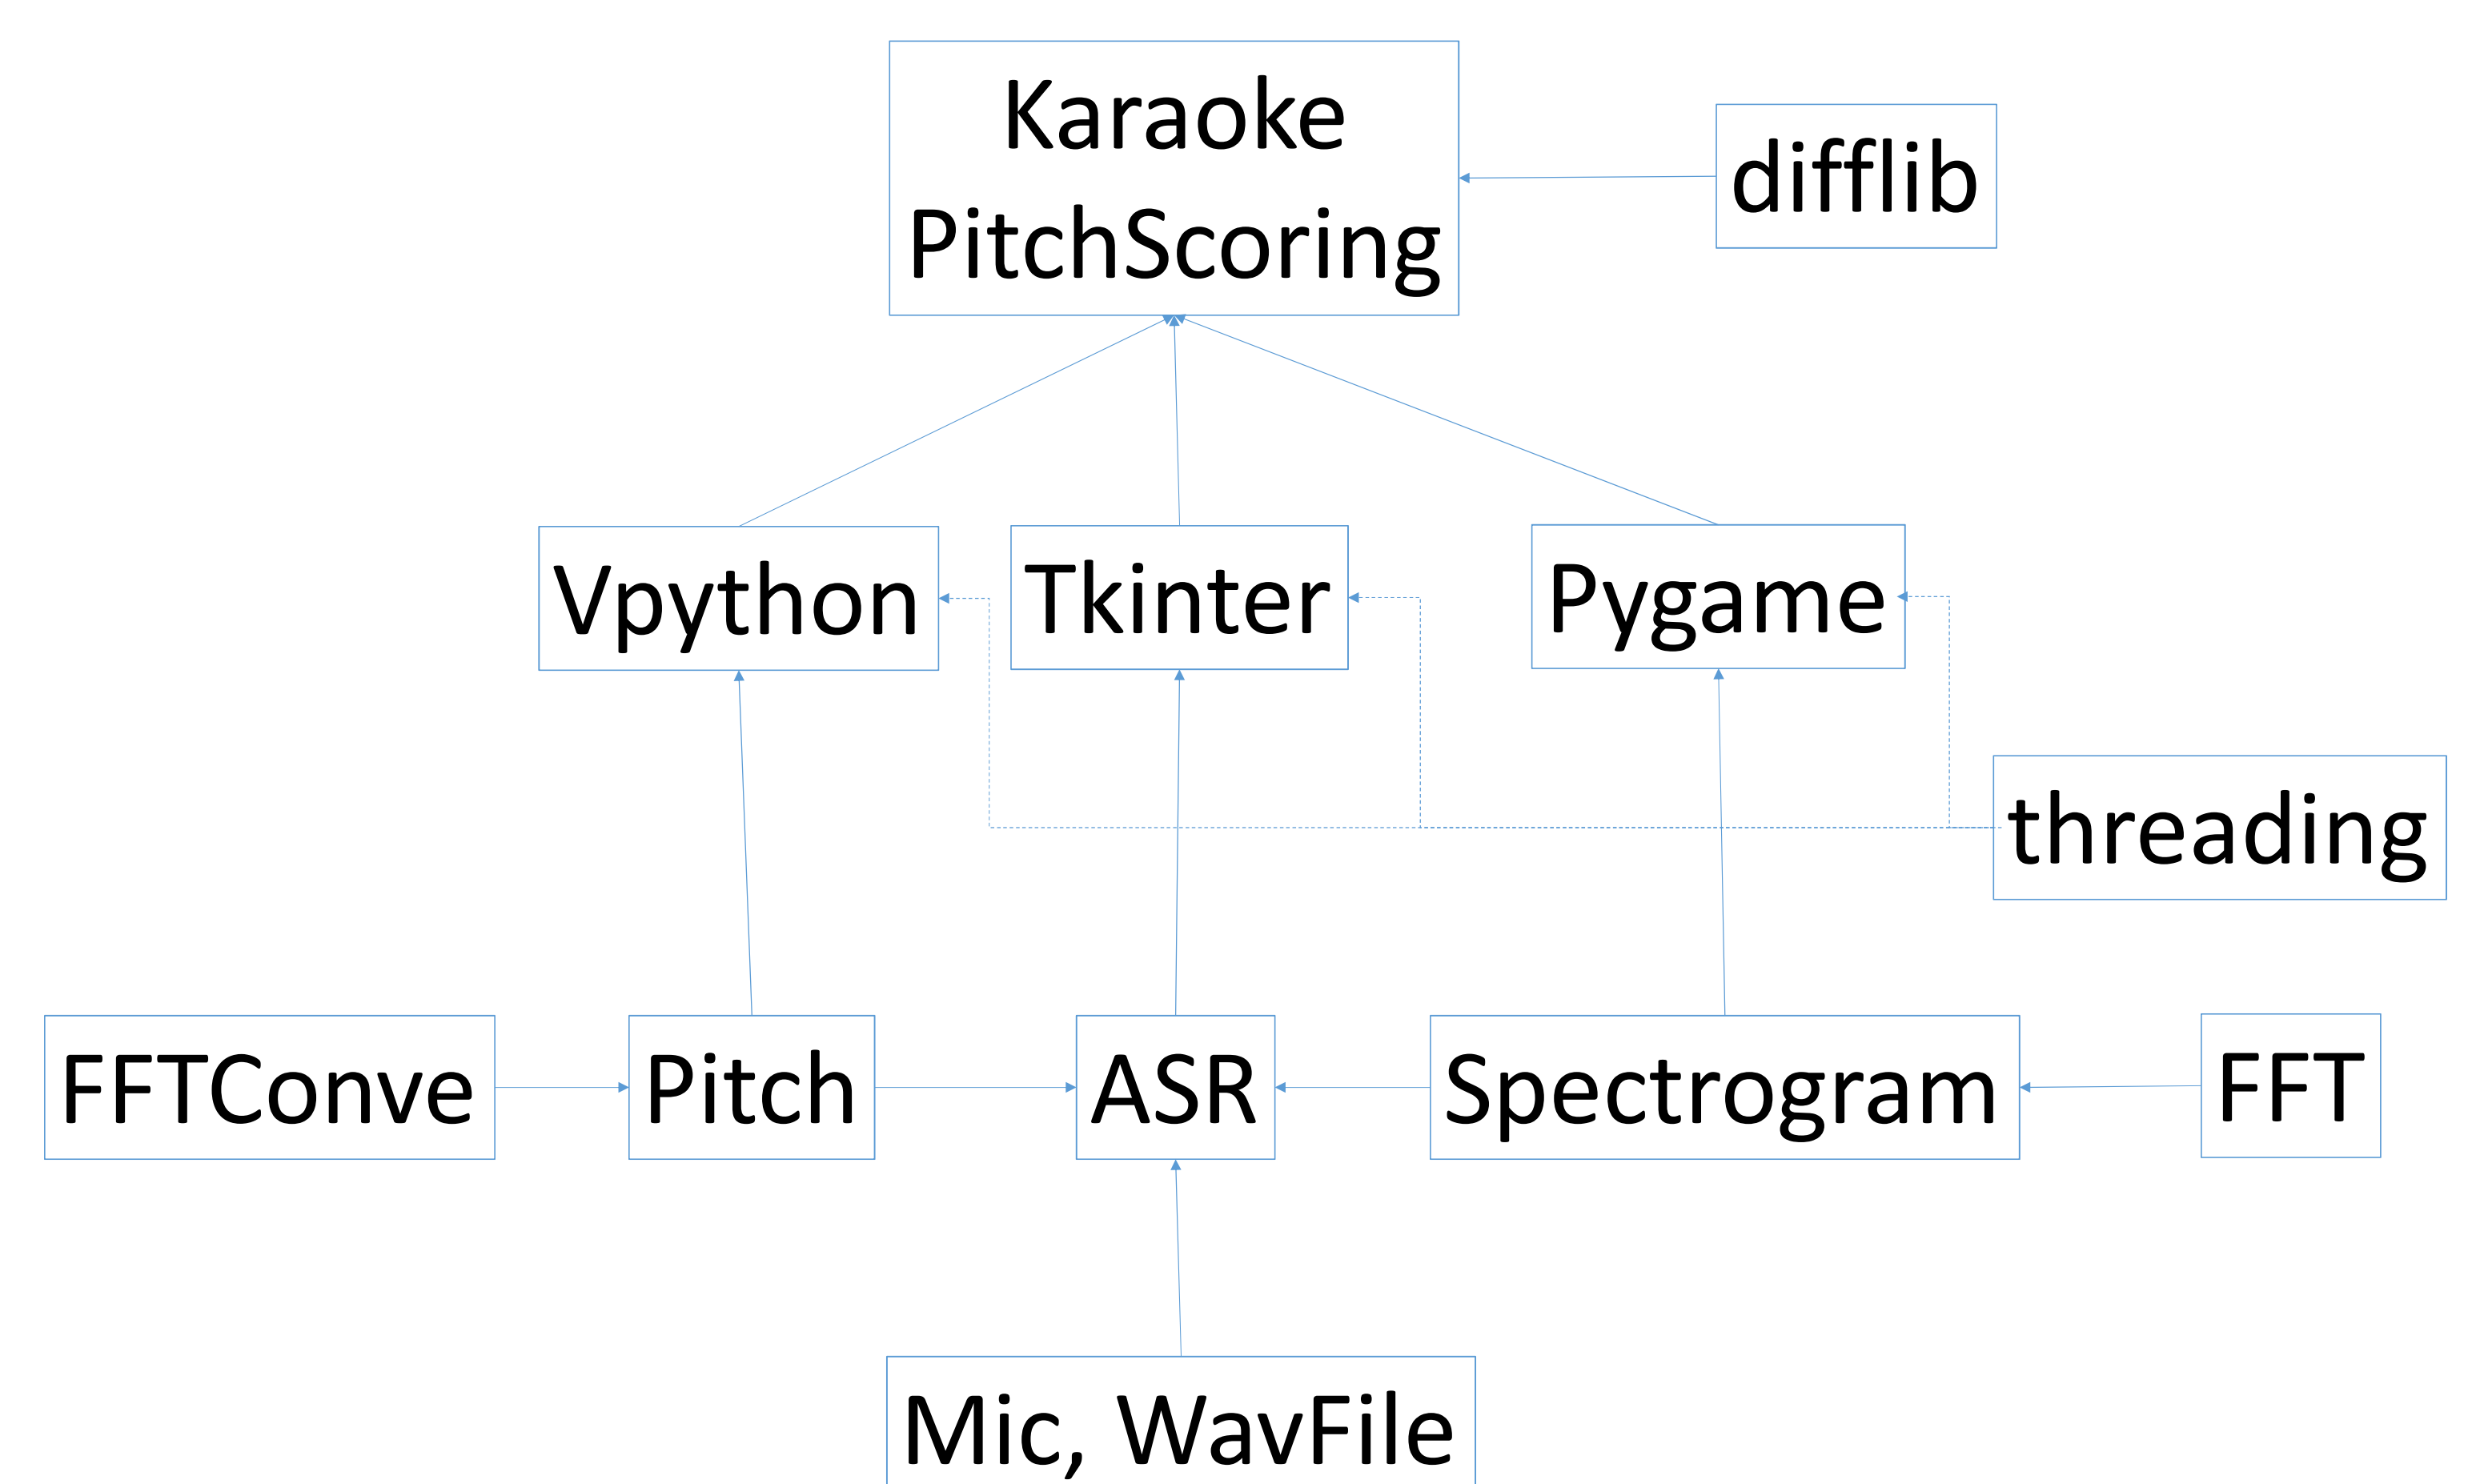 Karaoke
PitchScoring
difflib
Vpython
Tkinter
Pygame
threading
FFTConve
Pitch
ASR
Spectrogram
FFT
Mic, WavFile